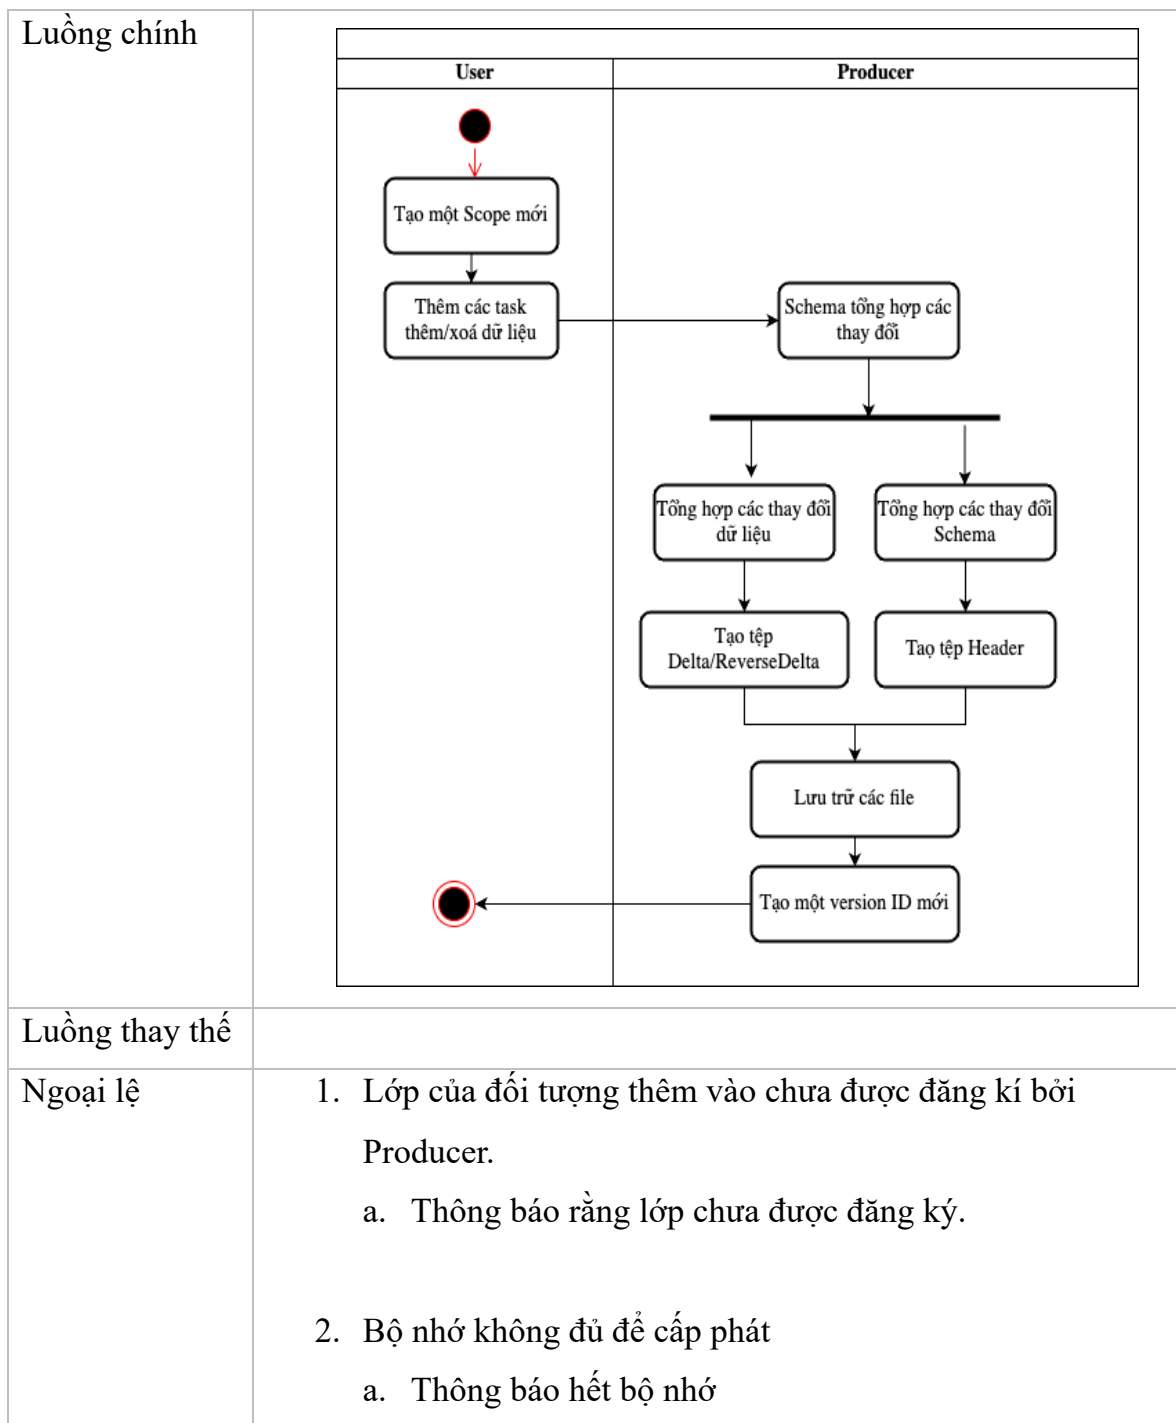 Luồng chính
User
Producer
Tạo một Scope mới
Thêm các task
thêm/xoá dữ liệu
Schema tổng hợp các
thay đổi
Tổng hợp các thay đổi
dữ liệu
Tổng hợp các thay đổi
Schema
Tạo tệp
Delta/ReverseDelta
Taọ tệp Header
Lưu trữ các file
Tạo một version ID mới
Luồng thay thế
Ngoại lệ
1. Lớp của đối tượng thêm vào chưa được đăng kí bởi
Producer.
a. Thông báo rằng lớp chưa được đăng ký.
2. Bộ nhớ không đủ để cấp phát
a. Thông báo hết bộ nhớ